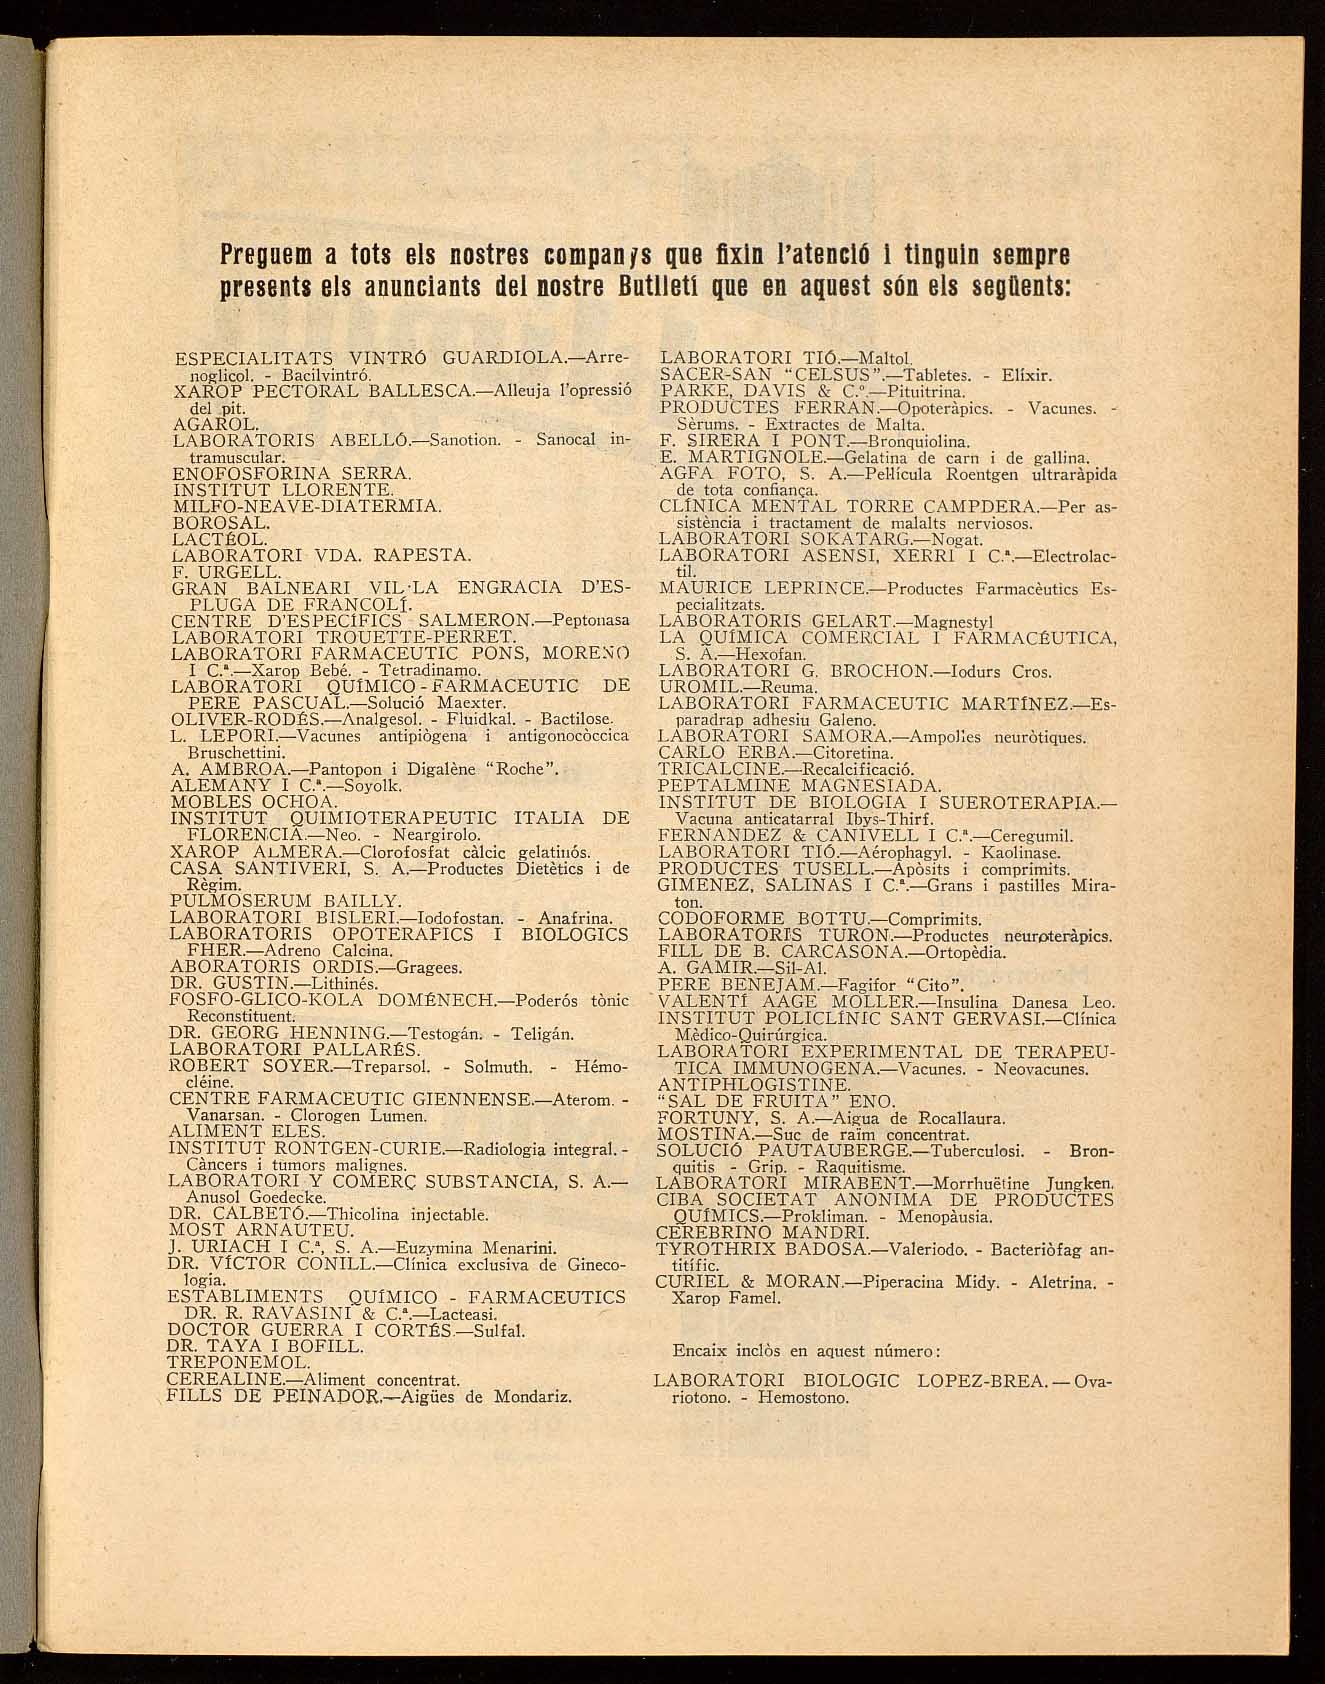 Preguem a tots els nostres companys que fixin l'atenció i tinguin sempre
presents els anunciants del nostre Butlletí que en aquest són els següents:
ESPECIALITATS VINTRÓ GUARDIOLA.—Arre-
noglicol. - Bacilvintró.
XAROP PECTORAL BALLESCA.—Alleuja l'opressió
del pit.
AGAROL.
LABORATORIS ABELLÓ.—Sanotion. - Sanocal in-
tramuscular.
ENOFOSFORINA SERRA.
INSTITUT LLORENTE.
MILFO-NEAVE-DIATERMIA.
BOROSAL.
LACTÉOL.
LABORATORI VDA. RAPESTA.
F. URGELL.
GRAN BALNEARI VIL·LA ENGRACIA D'ES-
PLUGA DE FRANCOLÍ.
CENTRE D'ESPECÍFICS SALMERON.—Peptonasa
LABORATORI TROUETTE-PERRET.
LABORATORI FARMACEUTIC PONS, MORENO
I C.ª.—Xarop Bebé. - Tetradinamo.
LABORATORI QUÍMICO-FARMACEUTIC DE
PERE PASCUAL.—Solució Maexter.
OLIVER-RODÉS.—Analgesol. - Fluidkal. - Bactilose.
L. LEPORI.—Vacunes antipiògena i antigonocòccica
Bruschettini.
A. AMBROA.—Pantopon i Digalène "Roche".
ALEMANY I C.ª.—Soyolk.
MOBLES OCHOA.
INSTITUT QUIMIOTERAPEUTIC ITALIA DE
FLORENCIA.—Neo. - Neargirolo.
XAROP ALMERA.—Clorofosfat càlcic gelatinós.
CASA SANTIVERI, S. A.—Productes Dietètics i de
Règim.
PULMOSERUM BAILLY.
LABORATORI BISLERI.—Iodofostan. - Anafrina.
LABORATORIS OPOTERAPICS I BIOLOGICS
FHER.—Adreno Calcina.
ABORATORIS ORDIS.—Gragees.
DR. GUSTIN.—Lithinés.
FOSFO-GLICO-KOLA DOMÉNECH.—Poderós tònic
Reconstituent.
DR. GEORG HENNING.—Testogán. - Teligán.
LABORATORI PALLARÉS.
ROBERT SOYER.—Treparsol. - Solmuth. - Hémo-
cléine.
CENTRE FARMACEUTIC GIENNENSE.—Aterom. -
Vanarsan. - Clorogen Lumen.
ALIMENT ELES.
INSTITUT RONTGEN-CURIE.—Radiologia integral. -
Càncers i tumors malignes.
LABORATORI Y COMERÇ SUBSTANCIA, S. A.—
Anusol Goedecke.
DR. CALBETÓ.—Thicolina injectable.
MOST ARNAUTEU.
J. URIACH I C.ª, S. A.—Euzymina Menarini.
DR. VÍCTOR CONILL.—Clínica exclusiva de Gineco-
logia.
ESTABLIMENTS QUÍMICO - FARMACEUTICS
DR. R. RAVASINI & C.ª.—Lacteasi.
DOCTOR GUERRA I CORTÉS.—Sulfal.
DR. TAYA I BOFILL.
TREPONEMOL.
CEREALINE.—Aliment concentrat.
FILLS DE PEINADOR.—Aigües de Mondariz.
LABORATORI TIÓ.—Maltol.
SACER-SAN "CELSUS".—Tabletes. - Elíxir.
PARKE, DAVIS & C.º.—Pituitrina.
PRODUCTES FERRAN.—Opoteràpics. - Vacunes. -
Sèrums. - Extractes de Malta.
F. SIRERA I PONT.—Bronquiolina.
E. MARTIGNOLE.—Gelatina de carn i de gallina.
AGFA FOTO, S. A.—Pel·lícula Roentgen ultraràpida
de tota confiança.
CLÍNICA MENTAL TORRE CAMPDERA.—Per as-
sistència i tractament de malalts nerviosos.
LABORATORI SOKATARG.—Nogat.
LABORATORI ASENSI, XERRI I C.ª.—Electrolac-
til.
MAURICE LEPRINCE.—Productes Farmacèutics Es-
pecialitzats.
LABORATORIS GELART.—Magnestyl
LA QUÍMICA COMERCIAL I FARMACÉUTICA,
S. A.—Hexofan.
LABORATORI G. BROCHON.—Iodurs Cros.
UROMIL.—Reuma.
LABORATORI FARMACEUTIC MARTÍNEZ.—Es-
paradrap adhesiu Galeno.
LABORATORI SAMORA.—Ampolles neuròtiques.
CARLO ERBA.—Citoretina.
TRICALCINE.—Recalcificació.
PEPTALMINE MAGNESIADA.
INSTITUT DE BIOLOGIA I SUEROTERAPIA.—
Vacuna anticatarral Ibys-Thirf.
FERNANDEZ & CANIVELL I C.ª.—Ceregumil.
LABORATORI TIÓ.—Aérophagyl. - Kaolinase.
PRODUCTES TUSELL.—Apòsits i comprimits.
GIMENEZ, SALINAS I C.ª.—Grans i pastilles Mira-
ton.
CODOFORME BOTTU.—Comprimits.
LABORATORIS TURON.—Productes neuroteràpics.
FILL DE B. CARCASONA.—Ortopèdia.
A. GAMIR.—Sil-Al.
PERE BENEJAM.—Fagifor "Cito".
VALENTÍ AAGE MOLLER.—Insulina Danesa Leo.
INSTITUT POLICLÍNIC SANT GERVASI.—Clínica
Mèdico-Quirúrgica.
LABORATORI EXPERIMENTAL DE TERAPEU-
TICA IMMUNOGENA.—Vacunes. - Neovacunes.
ANTIPHLOGISTINE.
"SAL DE FRUITA" ENO.
FORTUNY, S. A.—Aigua de Rocallaura.
MOSTINA.—Suc de raïm concentrat.
SOLUCIÓ PAUTAUBERGE.—Tuberculosi. - Bron-
quitis - Grip. - Raquitisme.
LABORATORI MIRABENT.—Morrhuëtine Jungken.
CIBA SOCIETAT ANONIMA DE PRODUCTES
QUÍMICS.—Prokliman. - Menopàusia.
CEREBRINO MANDRI.
TYROTHRIX BADOSA.—Valeriodo. - Bacteriòfag an-
titífic.
CURIEL & MORAN.—Piperacina Midy. - Aletrina. -
Xarop Famel.
Encaix inclòs en aquest número:
LABORATORI BIOLOGIC LOPEZ-BREA.—Ova-
riotono. - Hemostono.